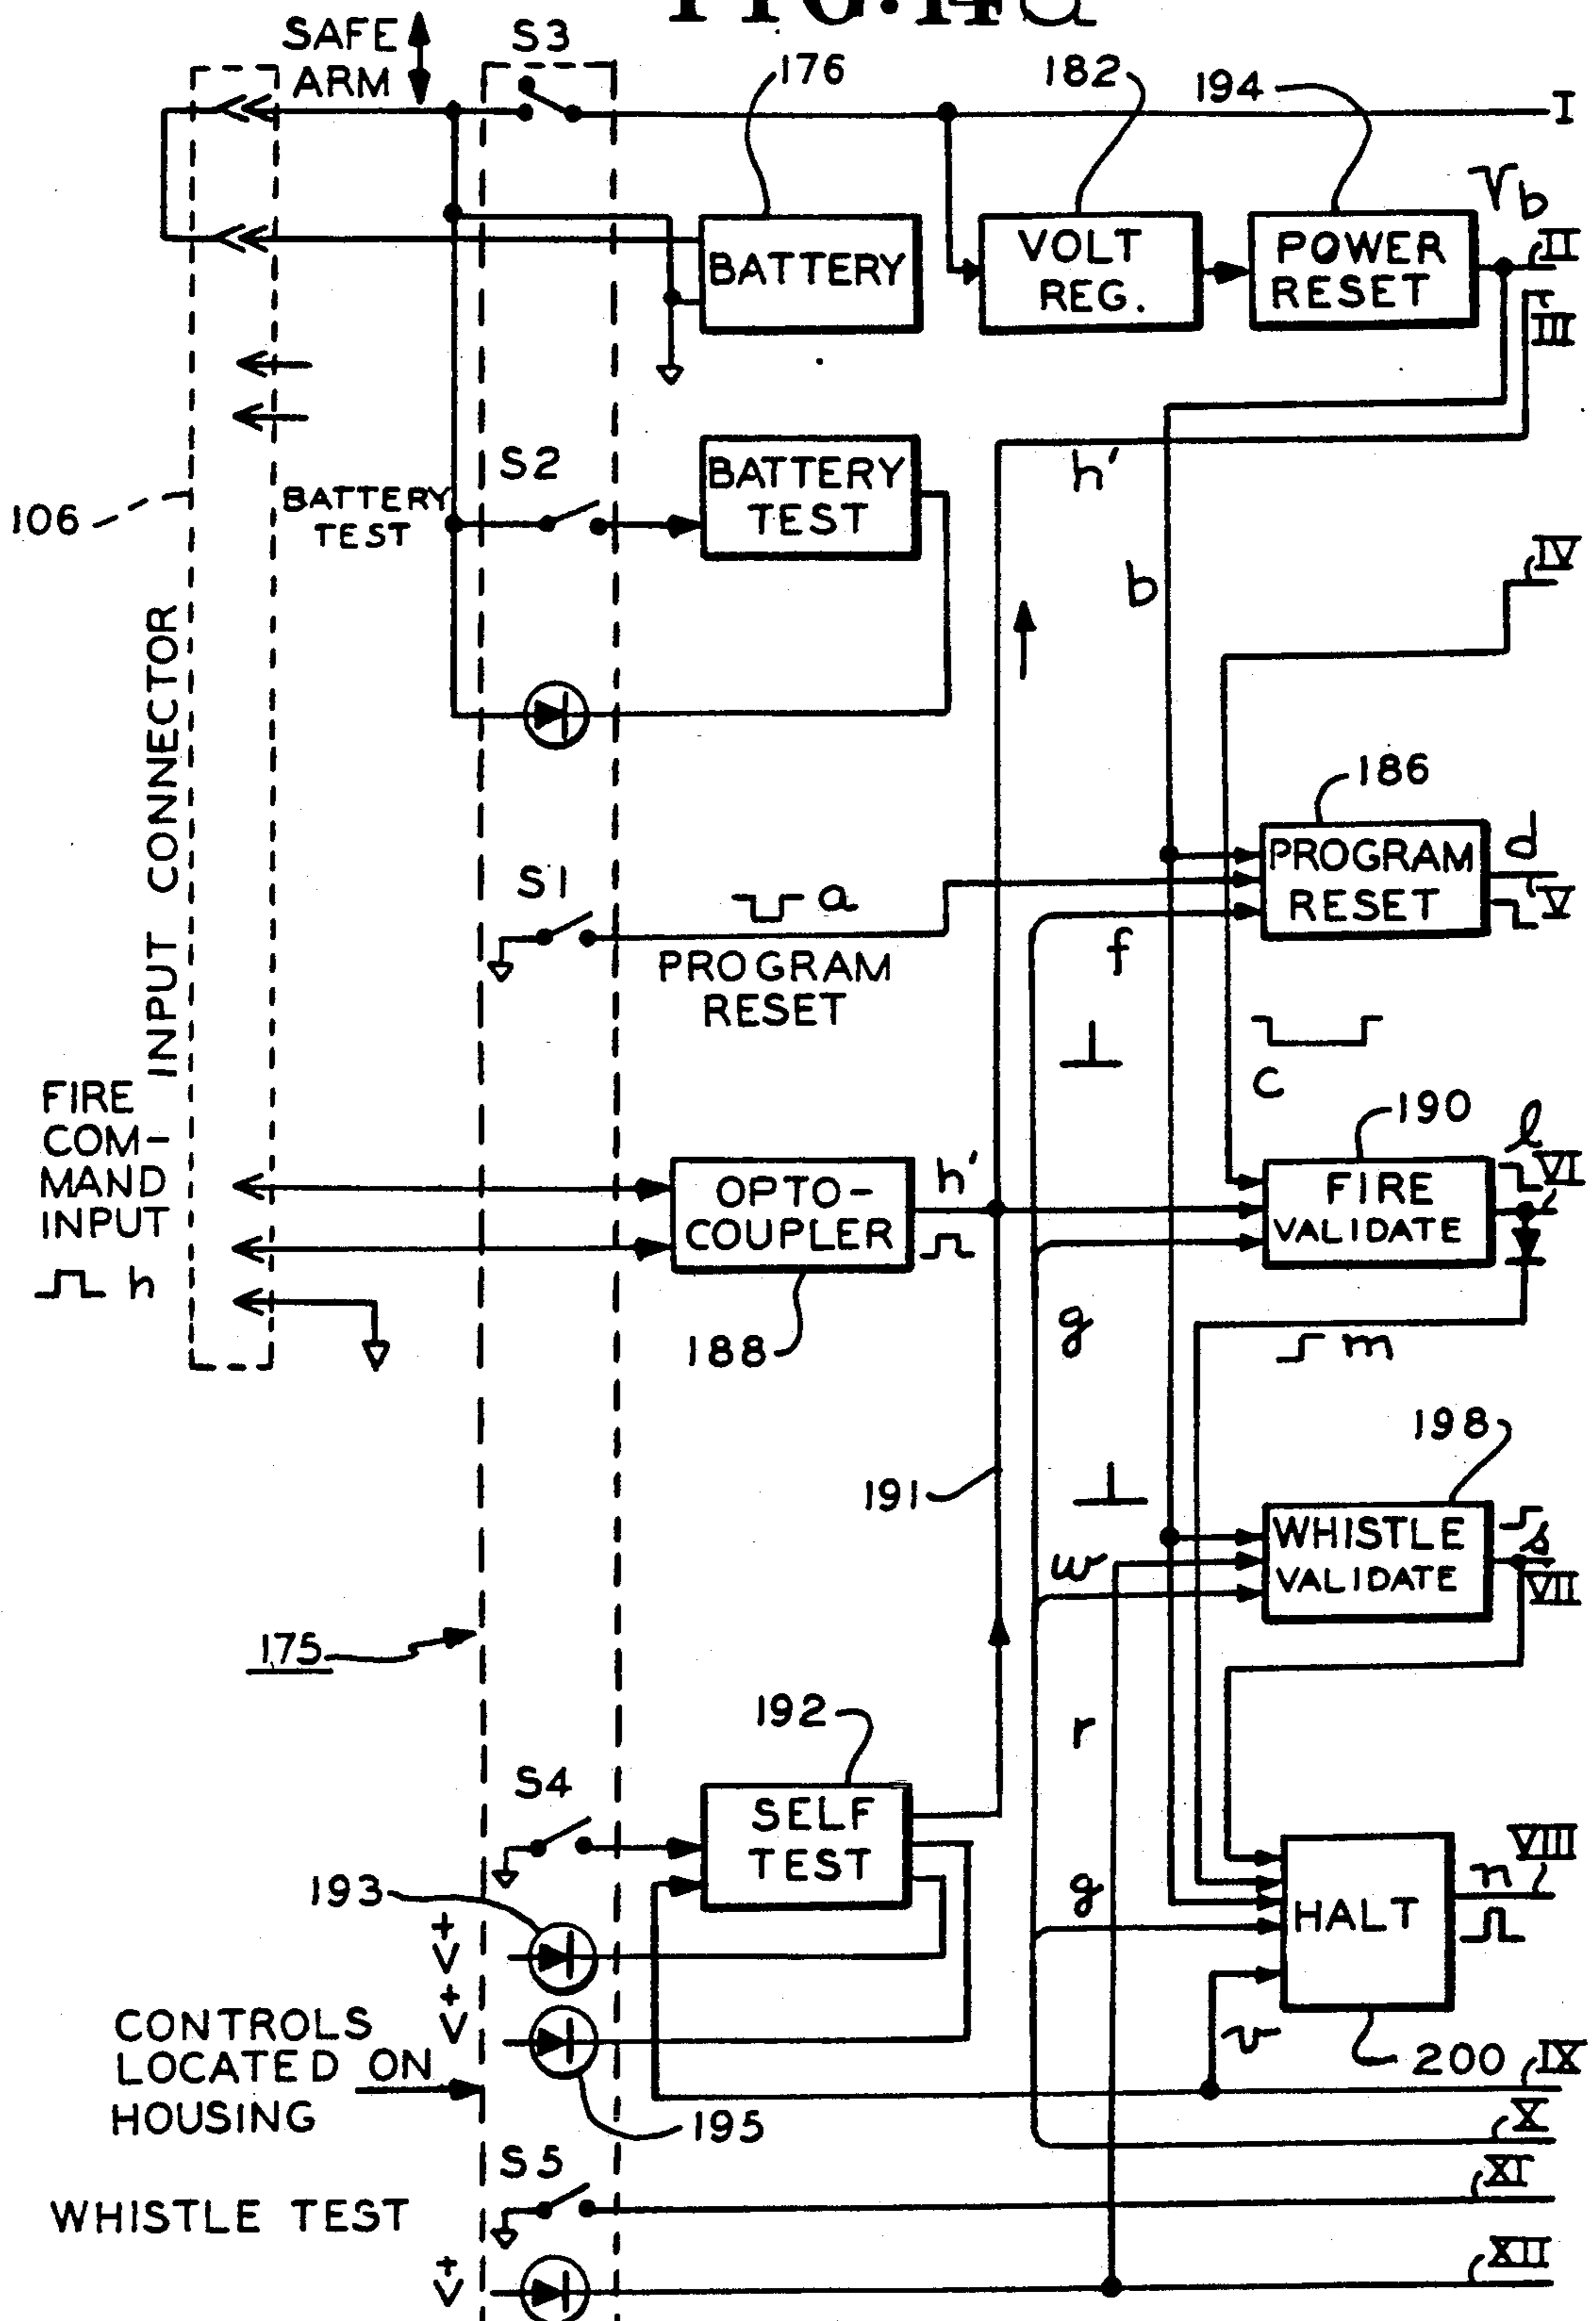 FIG. 14a
SAFE
ARM
S3
176
182
194
I
b
BATTERY
VOLT
REG.
POWER
RESET
II
III
106
BATTERY
TEST
S2
BATTERY
TEST
h'
b
IV
INPUT CONNECTOR
186
S1
a
PROGRAM
RESET
PROGRAM
RESET
d
V
f
c
FIRE
COM-
MAND
INPUT
h
OPTO-
COUPLER
h'
188
190
FIRE
VALIDATE
l
VI
g
m
191
198
w
WHISTLE
VALIDATE
s
VII
175
192
r
S4
SELF
TEST
193
+
V
+
V
g
HALT
n
VIII
CONTROLS
LOCATED ON
HOUSING
195
v
200
IX
X
S5
XI
WHISTLE TEST
+
V
XII